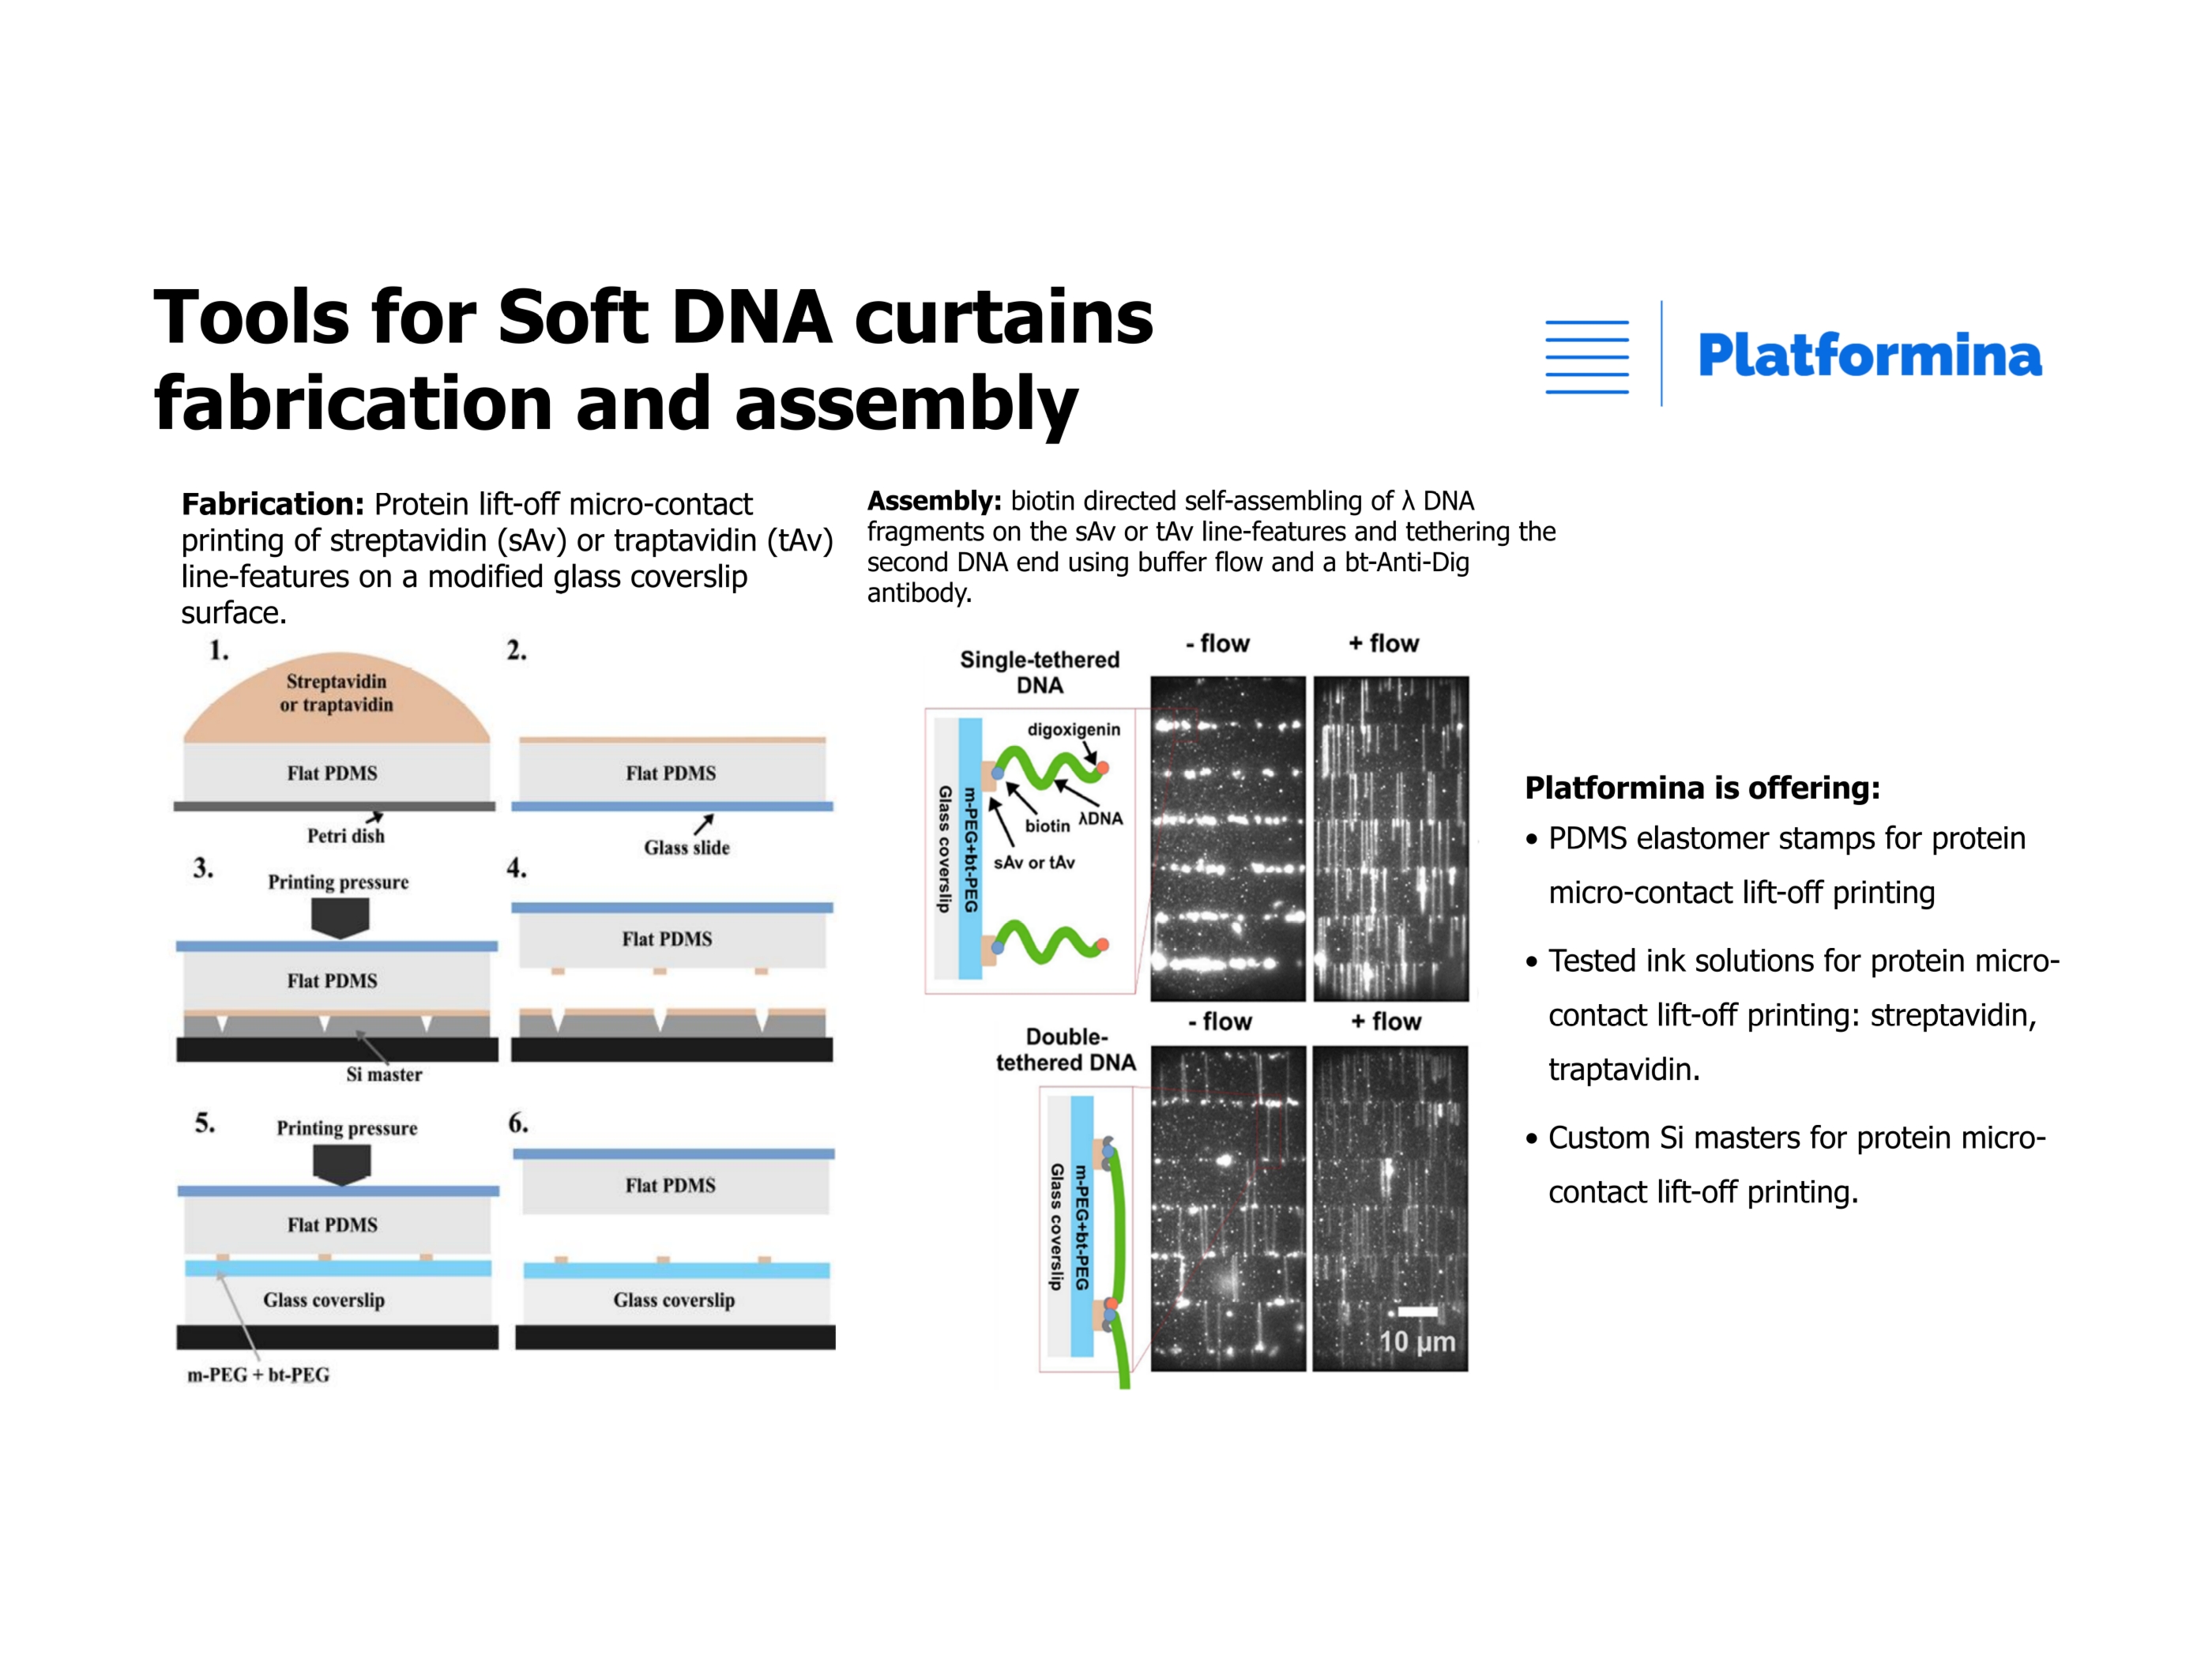 Tools for Soft DNA curtains
fabrication and assembly
Platformina
Fabrication: Protein lift-off micro-contact
printing of streptavidin (sAv) or traptavidin (tAv)
line-features on a modified glass coverslip
surface.
1.
Streptavidin
or traptavidin
Flat PDMS
Petri dish
2.
Flat PDMS
Glass slide
3.
Printing pressure
Flat PDMS
Si master
4.
Flat PDMS
5.
Printing pressure
Flat PDMS
Glass coverslip
m-PEG + bt-PEG
6.
Flat PDMS
Glass coverslip
Assembly: biotin directed self-assembling of λ DNA
fragments on the sAv or tAv line-features and tethering the
second DNA end using buffer flow and a bt-Anti-Dig
antibody.
Single-tethered
DNA
- flow
+ flow
digoxigenin
biotin
λDNA
sAv or tAv
m-PEG+bt-PEG
Glass coverslip
Double-
tethered DNA
- flow
+ flow
m-PEG+bt-PEG
Glass coverslip
10 μm
Platformina is offering:
• PDMS elastomer stamps for protein
micro-contact lift-off printing
• Tested ink solutions for protein micro-
contact lift-off printing: streptavidin,
traptavidin.
• Custom Si masters for protein micro-
contact lift-off printing.